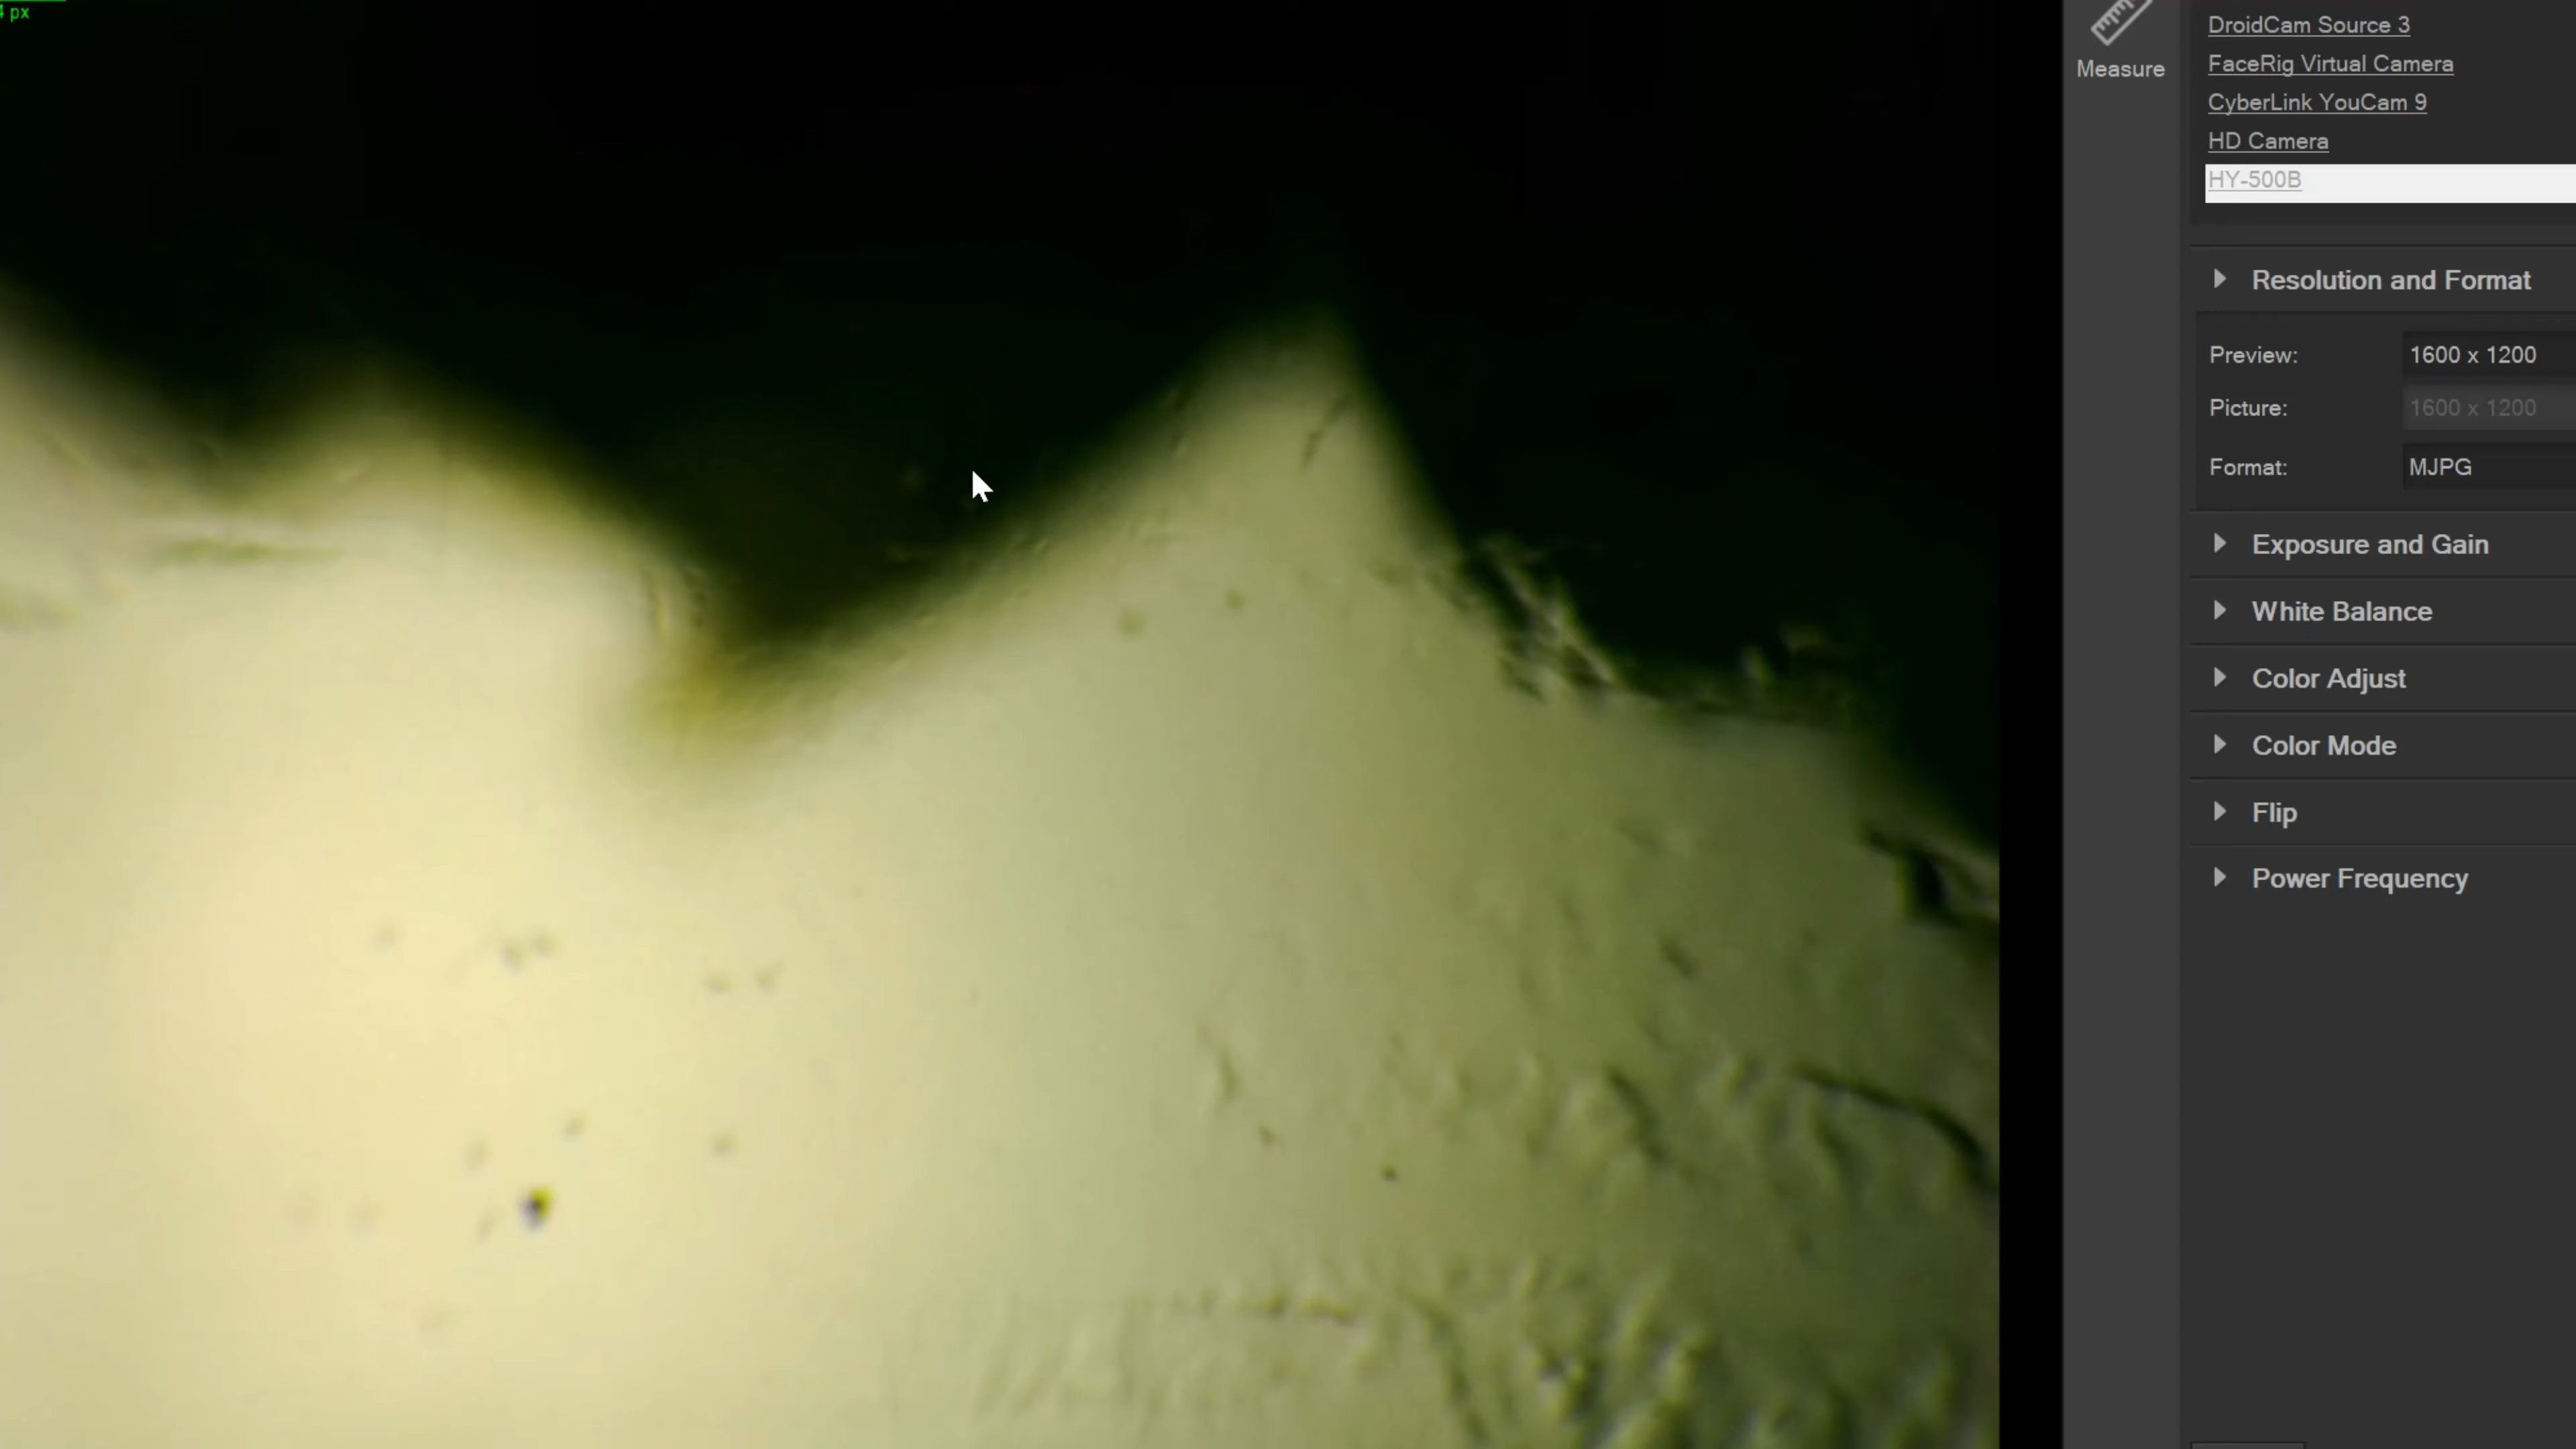 4 px
DroidCam Source 3
Measure
FaceRig Virtual Camera
CyberLink YouCam 9
HD Camera
HY-500B
Resolution and Format
Preview: 1600 x 1200
Picture: 1600 x 1200
Format: MJPG
Exposure and Gain
White Balance
Color Adjust
Color Mode
Flip
Power Frequency